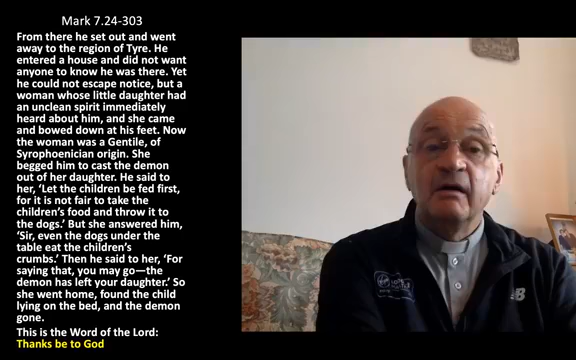 Mark 7.24-303
From there he set out and went
away to the region of Tyre. He
entered a house and did not want
anyone to know he was there. Yet
he could not escape notice, but a
woman whose little daughter had
an unclean spirit immediately
heard about him, and she came
and bowed down at his feet. Now
the woman was a Gentile, of
Syrophoenician origin. She
begged him to cast the demon
out of her daughter. He said to
her, ‘Let the children be fed first,
for it is not fair to take the
children’s food and throw it to
the dogs.’ But she answered him,
‘Sir, even the dogs under the
table eat the children’s
crumbs.’ Then he said to her, ‘For
saying that, you may go—the
demon has left your daughter.’ So
she went home, found the child
lying on the bed, and the demon
gone.
This is the Word of the Lord:
Thanks be to God